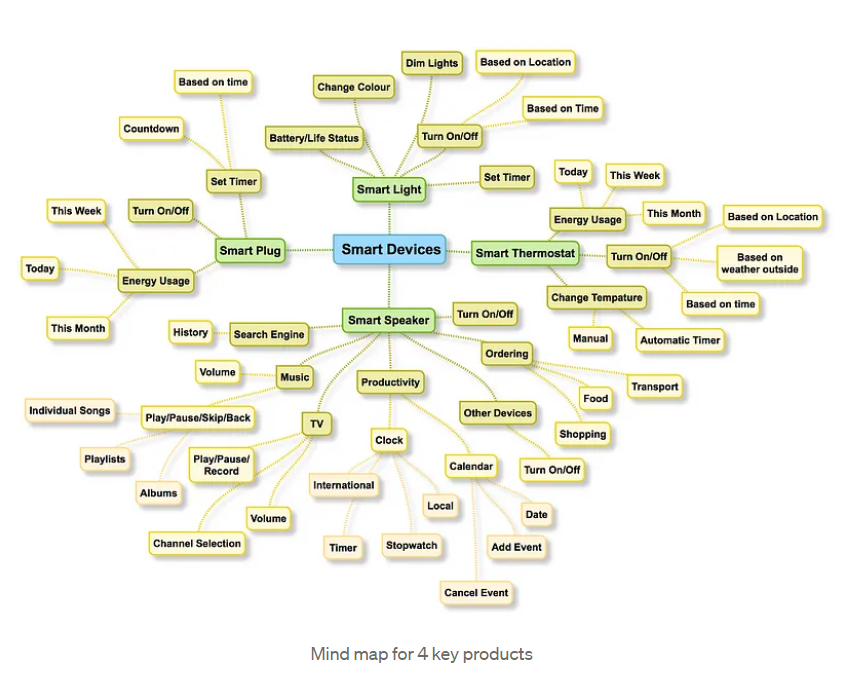 Dim Lights
Based on Location
Based on time
Change Colour
Based on Time
Countdown
Battery/Life Status
Turn On/Off
Set Timer
Smart Light
Set Timer
Today
This Week
This Week
Turn On/Off
Energy Usage
This Month
Based on Location
Smart Plug
Smart Devices
Smart Thermostat
Turn On/Off
Based on
weather outside
Today
Energy Usage
Change Tempature
Based on time
This Month
History
Search Engine
Smart Speaker
Turn On/Off
Manual
Automatic Timer
Ordering
Volume
Music
Productivity
Transport
Food
Individual Songs
Play/Pause/Skip/Back
TV
Other Devices
Shopping
Clock
Playlists
Play/Pause/
Record
Calendar
Turn On/Off
Albums
International
Local
Volume
Date
Channel Selection
Timer
Stopwatch
Add Event
Cancel Event
Mind map for 4 key products